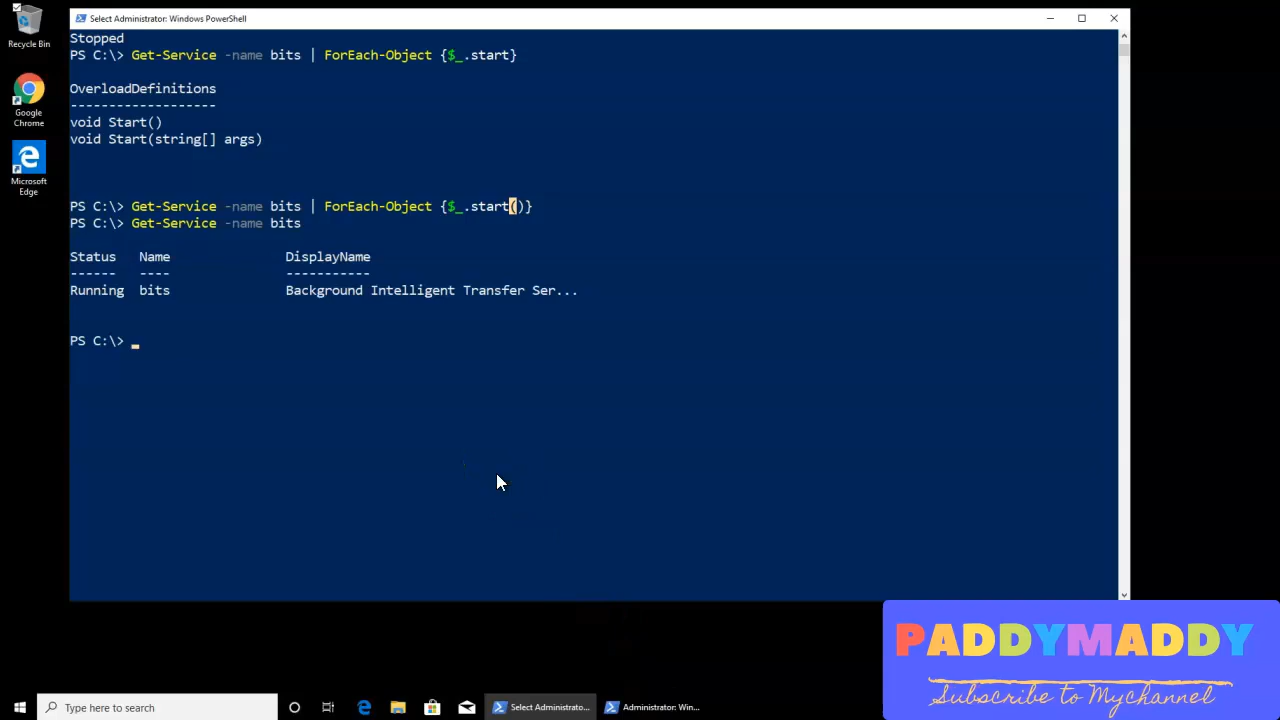 Recycle Bin
Google
Chrome
Microsoft
Edge
Select Administrator: Windows PowerShell
Stopped
PS C:\> Get-Service -name bits | ForEach-Object {$_.start}
OverloadDefinitions
-------------------
void Start()
void Start(string[] args)
PS C:\> Get-Service -name bits | ForEach-Object {$_.start()}
PS C:\> Get-Service -name bits
Status   Name               DisplayName
------   ----               -----------
Running  bits               Background Intelligent Transfer Ser...
PS C:\> _
PADDYMADDY
Subscribe to Mychannel
Type here to search
Select Administrato...
Administrator: Win...